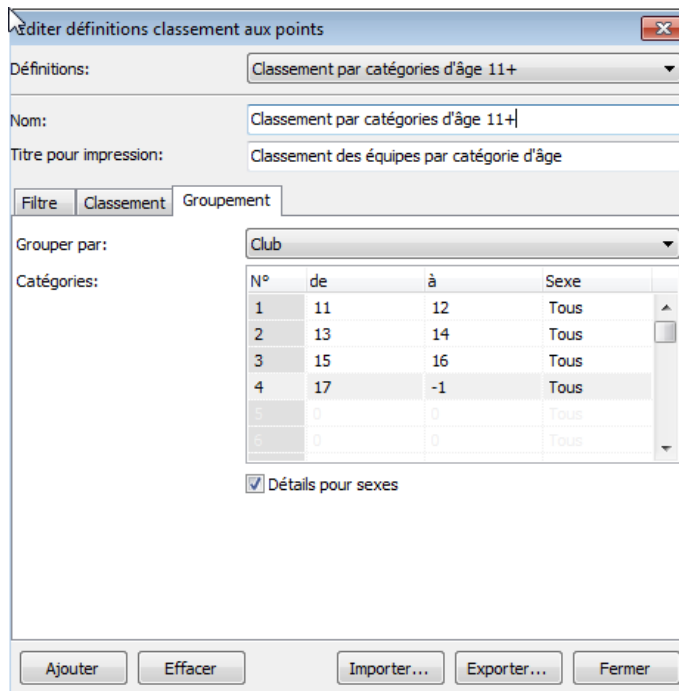 Editer définitions classement aux points
Définitions: Classement par catégories d'âge 11+
Nom: Classement par catégories d'âge 11+
Titre pour impression: Classement des équipes par catégorie d'âge
Filtre Classement Groupement
Grouper par: Club
Catégories: N° de à Sexe
1 11 12 Tous
2 13 14 Tous
3 15 16 Tous
4 17 -1 Tous
5 0 0 Tous
6 0 0 Tous
Détails pour sexes
Ajouter Effacer Importer... Exporter... Fermer